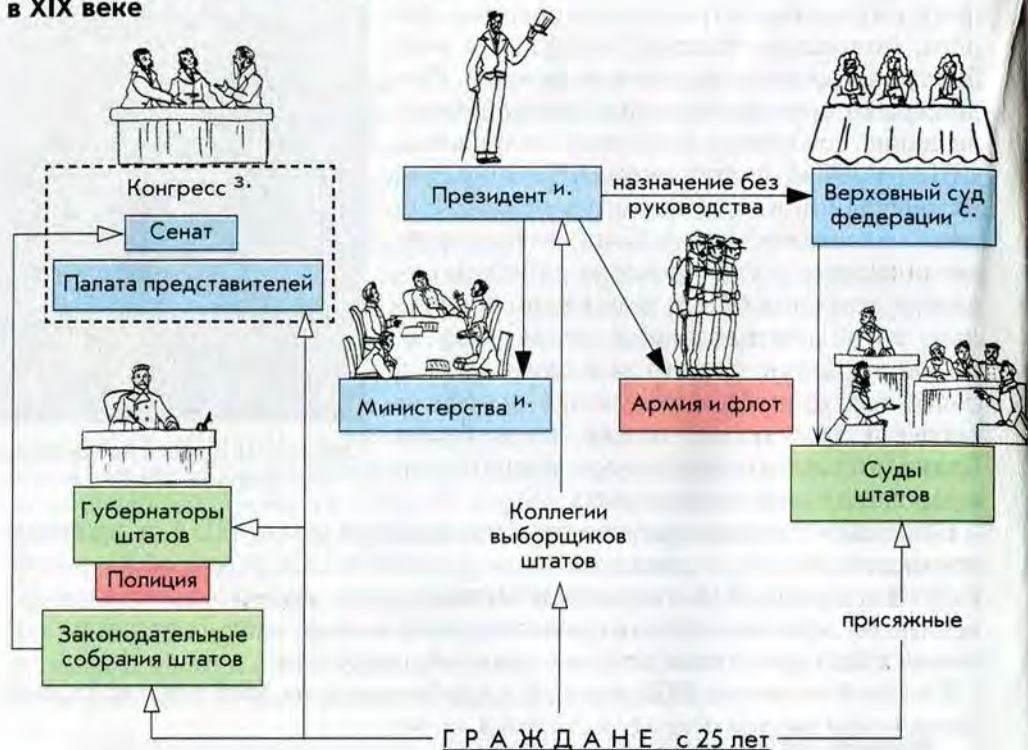 в XIX веке
Конгресс з.
Сенат
Палата представителей
Президент и.
назначение без
руководства
Верховный суд
федерации с.
Министерства и.
Армия и флот
Губернаторы
штатов
Полиция
Законодательные
собрания штатов
Коллегии
выборщиков
штатов
Суды
штатов
присяжные
ГРАЖДАНЕ с 25 лет